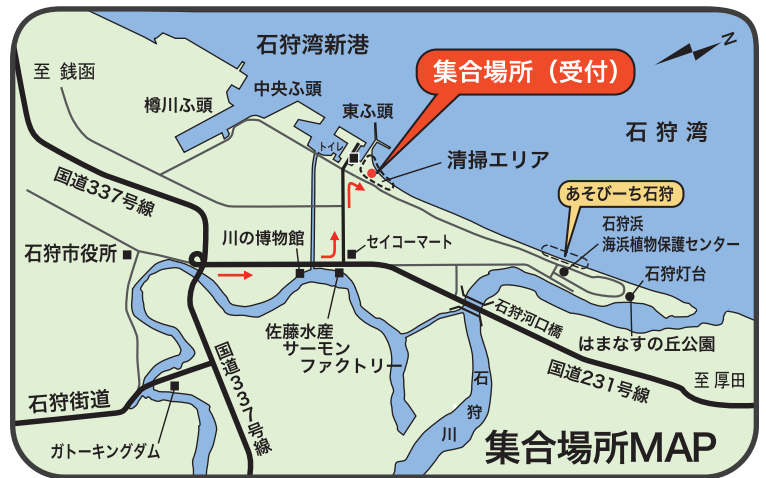 石狩湾新港
至 銭函
樽川ふ頭
中央ふ頭
東ふ頭
トイレ
集合場所（受付）
N
石狩湾
清掃エリア
あそびーち石狩
石狩浜
海浜植物保護センター
石狩灯台
国道337号線
石狩市役所
川の博物館
セイコーマート
佐藤水産
サーモン
ファクトリー
石狩河口橋
はまなすの丘公園
国道231号線
至 厚田
国道337号線
石狩街道
ガトーキングダム
石狩川
集合場所MAP